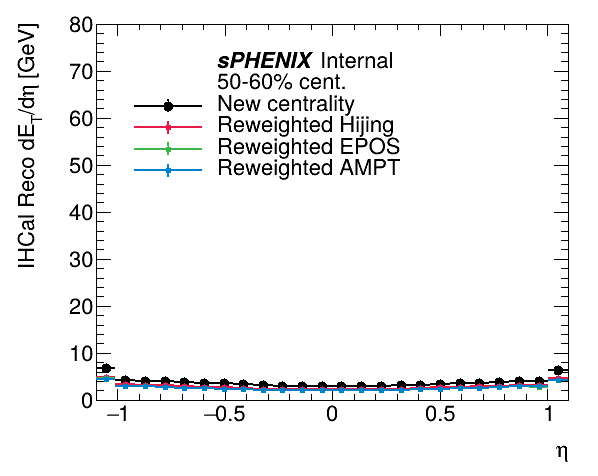 IHCal Reco dE_T/dη [GeV]
80
70
60
50
40
30
20
10
0
sPHENIX Internal
50-60% cent.
New centrality
Reweighted Hijing
Reweighted EPOS
Reweighted AMPT
−1 −0.5 0 0.5 1
η